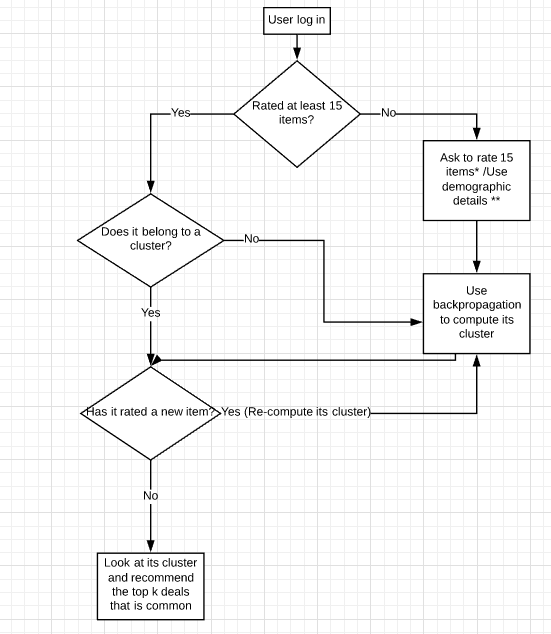 User log in
Rated at least 15
items?
Yes
No
Ask to rate 15
items* /Use
demographic
details **
Does it belong to a
cluster?
No
Use
backpropagation
to compute its
cluster
Yes
Has it rated a new item?
Yes (Re-compute its cluster)
No
Look at its cluster
and recommend
the top k deals
that is common